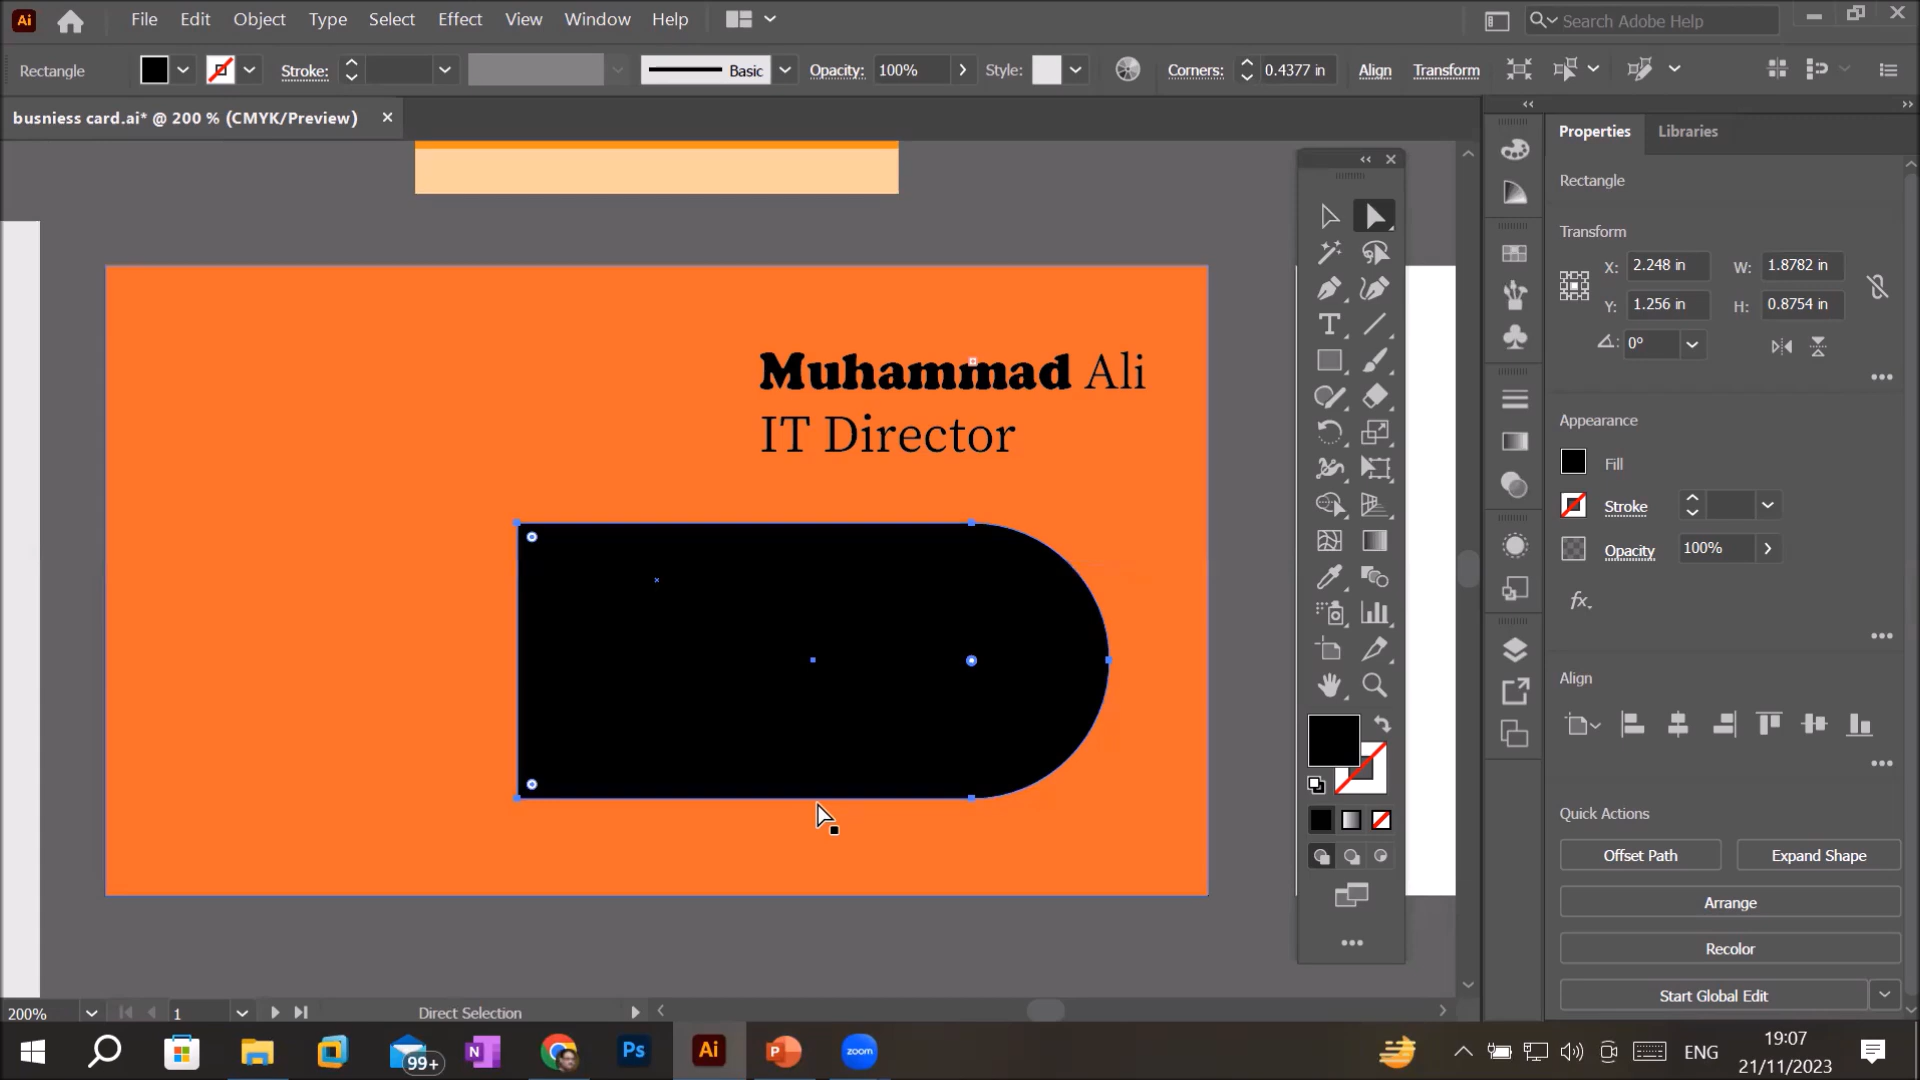 Ai File Edit Object Type Select Effect View Window Help Search Adobe Help
Rectangle Stroke: Basic Opacity: 100% Style: Corners: 0.4377 in Align Transform
busniess card.ai* @ 200 % (CMYK/Preview)
Properties Libraries
Rectangle
Transform
X: 2.248 in W: 1.8782 in
Y: 1.256 in H: 0.8754 in
0°
Muhammad Ali
IT Director
Appearance
Fill
Stroke
Opacity 100%
fx.
Align
Quick Actions
Offset Path Expand Shape
Arrange
Recolor
Start Global Edit
200% 1 Direct Selection
99+ N Ps Ai P zoom ENG 19:07
21/11/2023